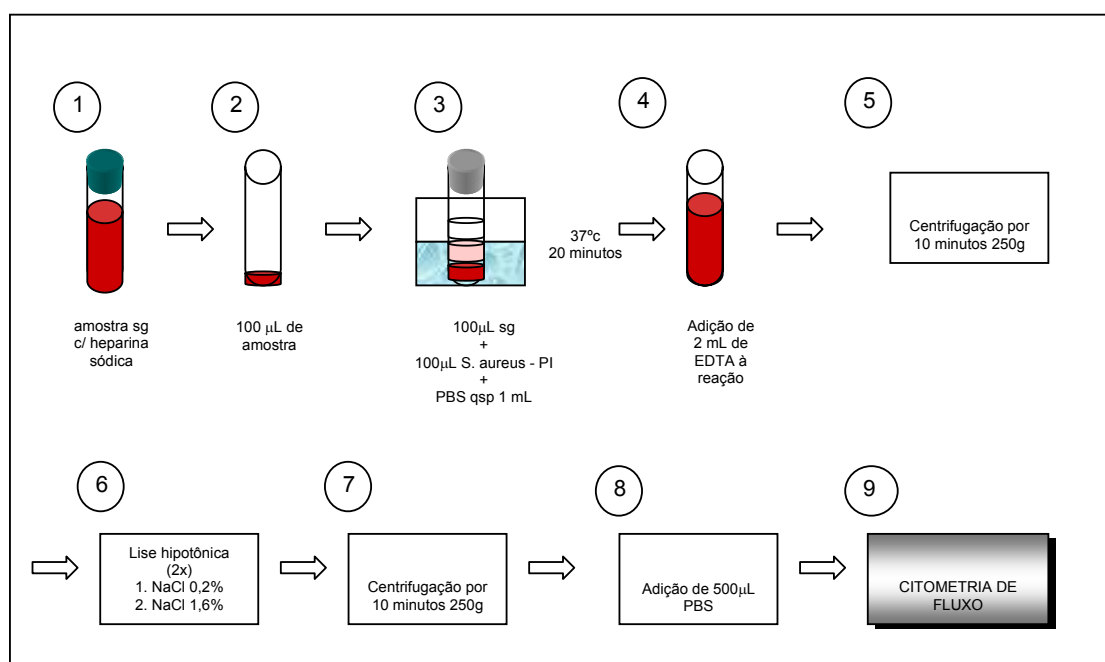 1
2
3
4
5
37ºc
20 minutos
Centrifugação por
10 minutos 250g
amostra sg
c/ heparina
sódica
100 μL de
amostra
100μL sg
+
100μL S. aureus - PI
+
PBS qsp 1 mL
Adição de
2 mL de
EDTA à
reação
6
7
8
9
Lise hipotônica
(2x)
1. NaCl 0,2%
2. NaCl 1,6%
Centrifugação por
10 minutos 250g
Adição de 500μL
PBS
CITOMETRIA DE
FLUXO